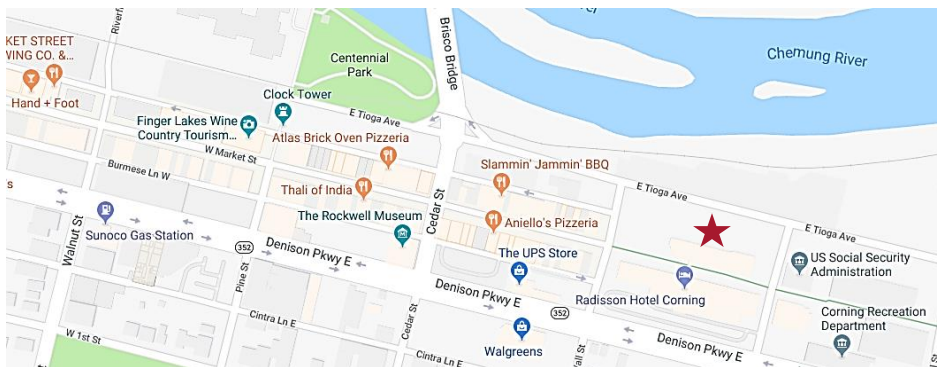 KET STREET
WING CO. &...
Hand + Foot
Riverfr
Centennial
Park
Brisco Bridge
Chemung River
Clock Tower
E Tioga Ave
Finger Lakes Wine
Country Tourism...
Atlas Brick Oven Pizzeria
W Market St
Burmese Ln W
Slammin' Jammin' BBQ
Thali of India
E Tioga Ave
The Rockwell Museum
Cedar St
Aniello's Pizzeria
E Tioga Ave
's
Walnut St
Sunoco Gas Station
352
Denison Pkwy E
The UPS Store
US Social Security
Administration
Pine St
Denison Pkwy E
Radisson Hotel Corning
352
Corning Recreation
Department
Cintra Ln E
Cedar St
W 1st St
Walgreens
Denison Pkwy E
Cintra Ln E
all St